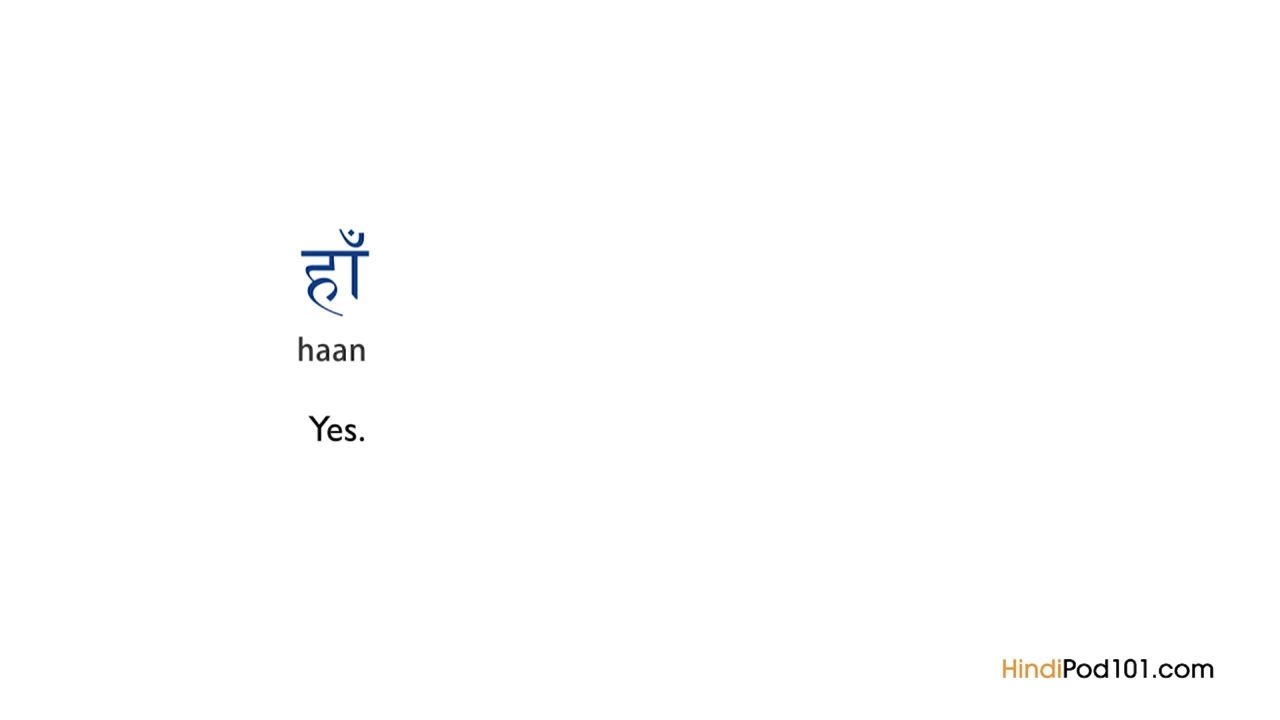 हाँ
haan
Yes.
HindiPod101.com